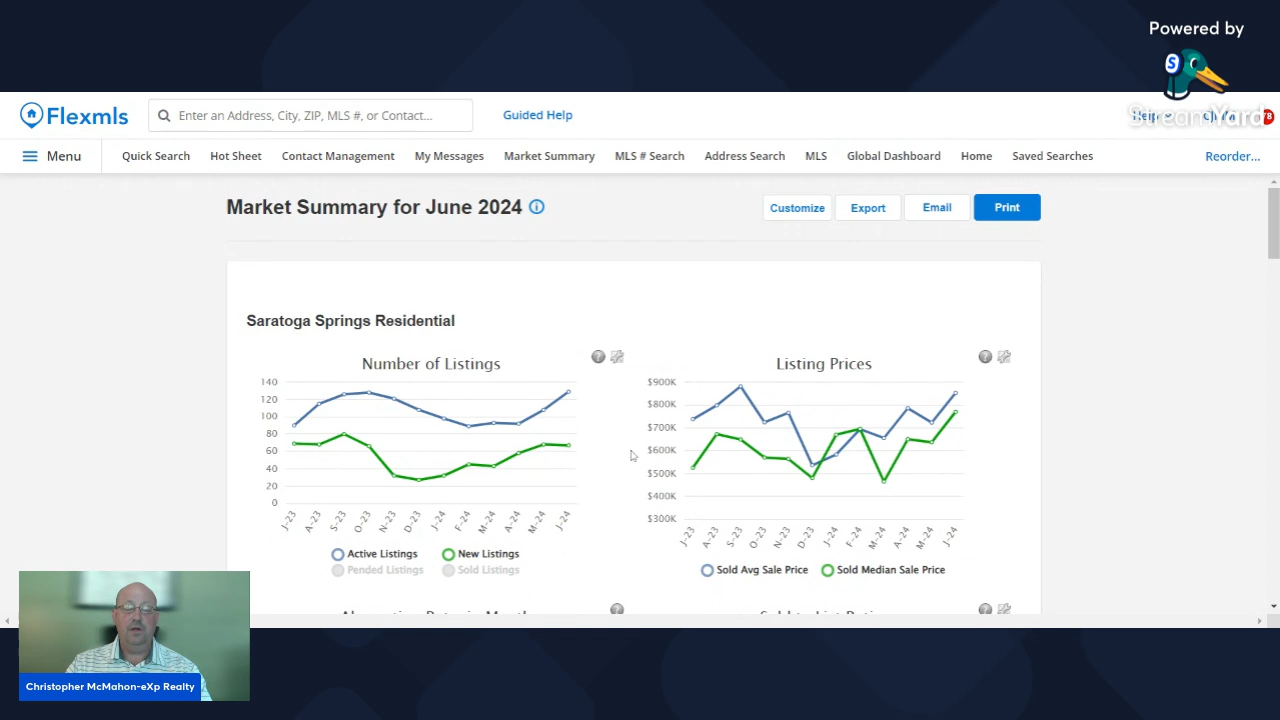 Powered by
S
StreamYard
Flexmls
Enter an Address, City, ZIP, MLS #, or Contact...
Guided Help
Help
78
Menu
Quick Search
Hot Sheet
Contact Management
My Messages
Market Summary
MLS # Search
Address Search
MLS
Global Dashboard
Home
Saved Searches
Reorder...
Market Summary for June 2024
Customize
Export
Email
Print
Saratoga Springs Residential
Number of Listings
140
120
100
80
60
40
20
0
J-23 A-23 S-23 O-23 N-23 D-23 J-24 F-24 M-24 A-24 M-24 J-24
Active Listings New Listings
Pended Listings Sold Listings
Listing Prices
$900K
$800K
$700K
$600K
$500K
$400K
$300K
J-23 A-23 S-23 O-23 N-23 D-23 J-24 F-24 M-24 A-24 M-24 J-24
Sold Avg Sale Price Sold Median Sale Price
Christopher McMahon-eXp Realty